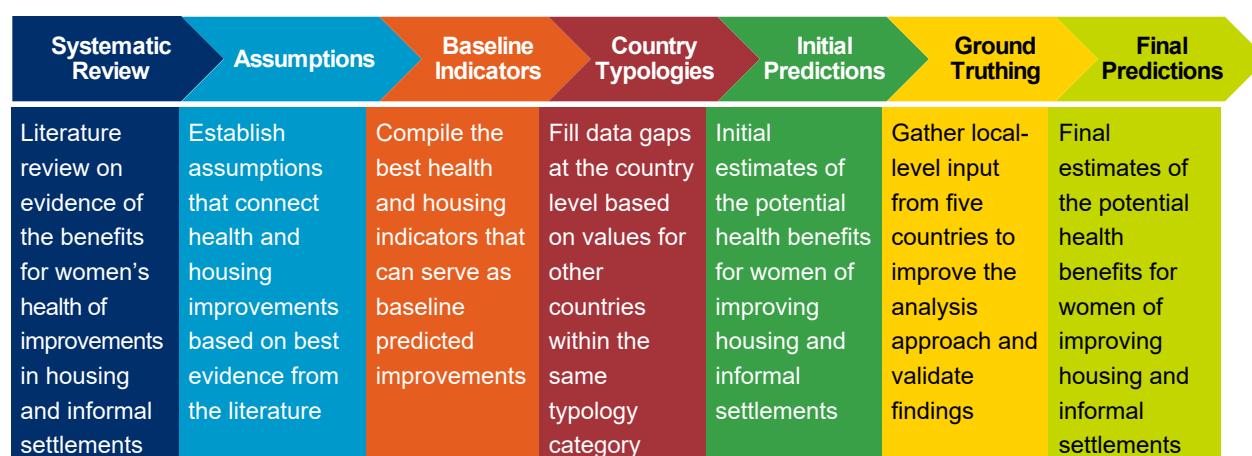 Systematic
Review
Assumptions
Baseline
Indicators
Country
Typologies
Initial
Predictions
Ground
Truthing
Final
Predictions
Literature
review on
evidence of
the benefits
for women’s
health of
improvements
in housing
and informal
settlements
Establish
assumptions
that connect
health and
housing
improvements
based on best
evidence from
the literature
Compile the
best health
and housing
indicators that
can serve as
baseline
predicted
improvements
Fill data gaps
at the country
level based
on values for
other
countries
within the
same
typology
category
Initial
estimates of
the potential
health benefits
for women of
improving
housing and
informal
settlements
Gather local-
level input
from five
countries to
improve the
analysis
approach and
validate
findings
Final
estimates of
the potential
health
benefits for
women of
improving
housing and
informal
settlements